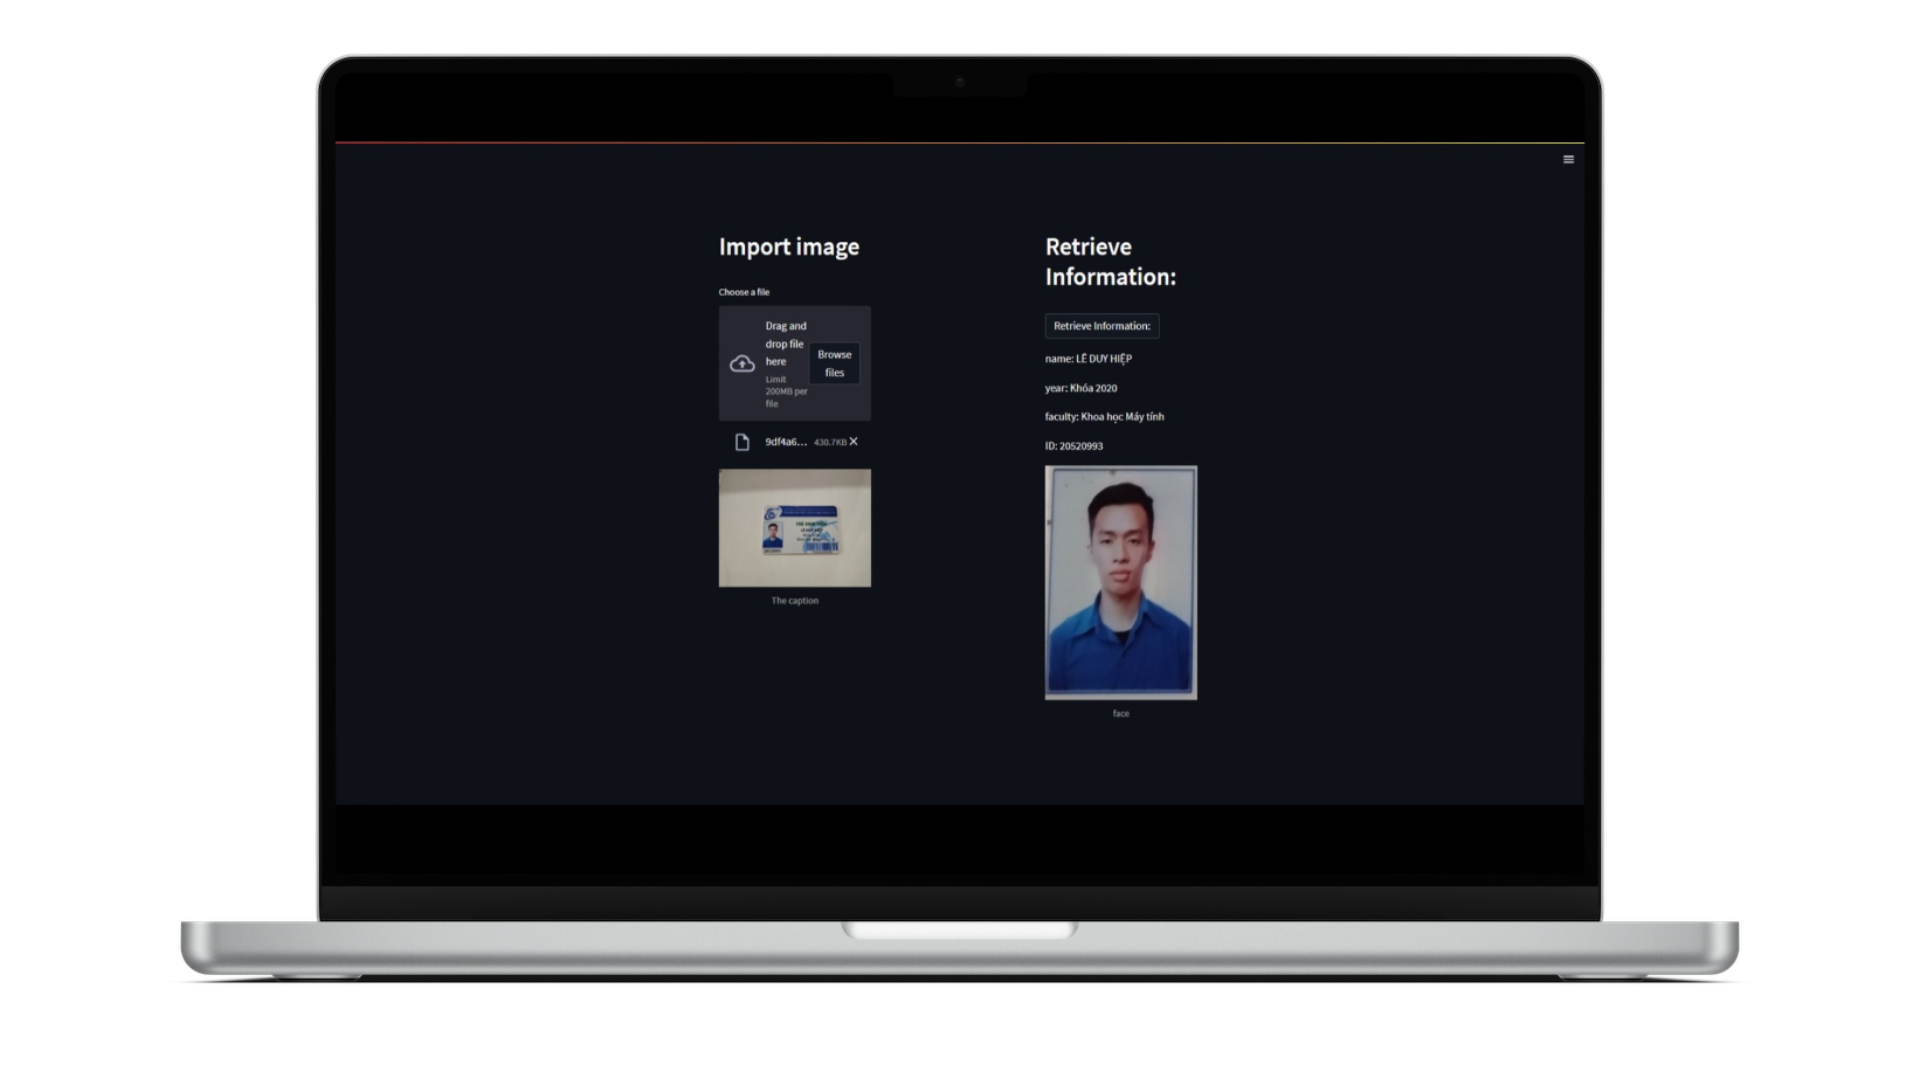 Import image
Choose a file
Drag and
drop file
here
Limit
200MB per
file
Browse
files
9df4a6... 430.7KB
The caption
Retrieve
Information:
Retrieve Information:
name: LÊ DUY HIỆP
year: Khóa 2020
faculty: Khoa học Máy tính
ID: 20520993
face